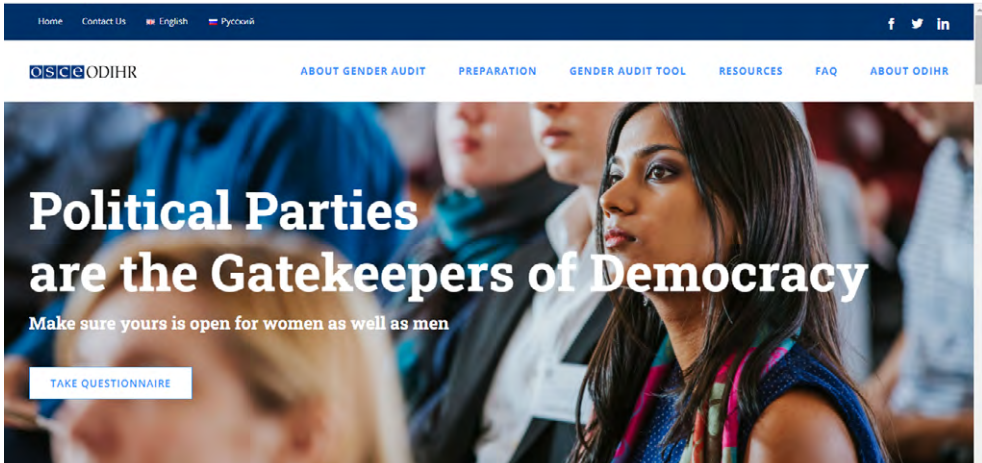 Home Contact Us English Русский
OSCE ODIHR ABOUT GENDER AUDIT PREPARATION GENDER AUDIT TOOL RESOURCES FAQ ABOUT ODIHR
Political Parties
are the Gatekeepers of Democracy
Make sure yours is open for women as well as men
TAKE QUESTIONNAIRE